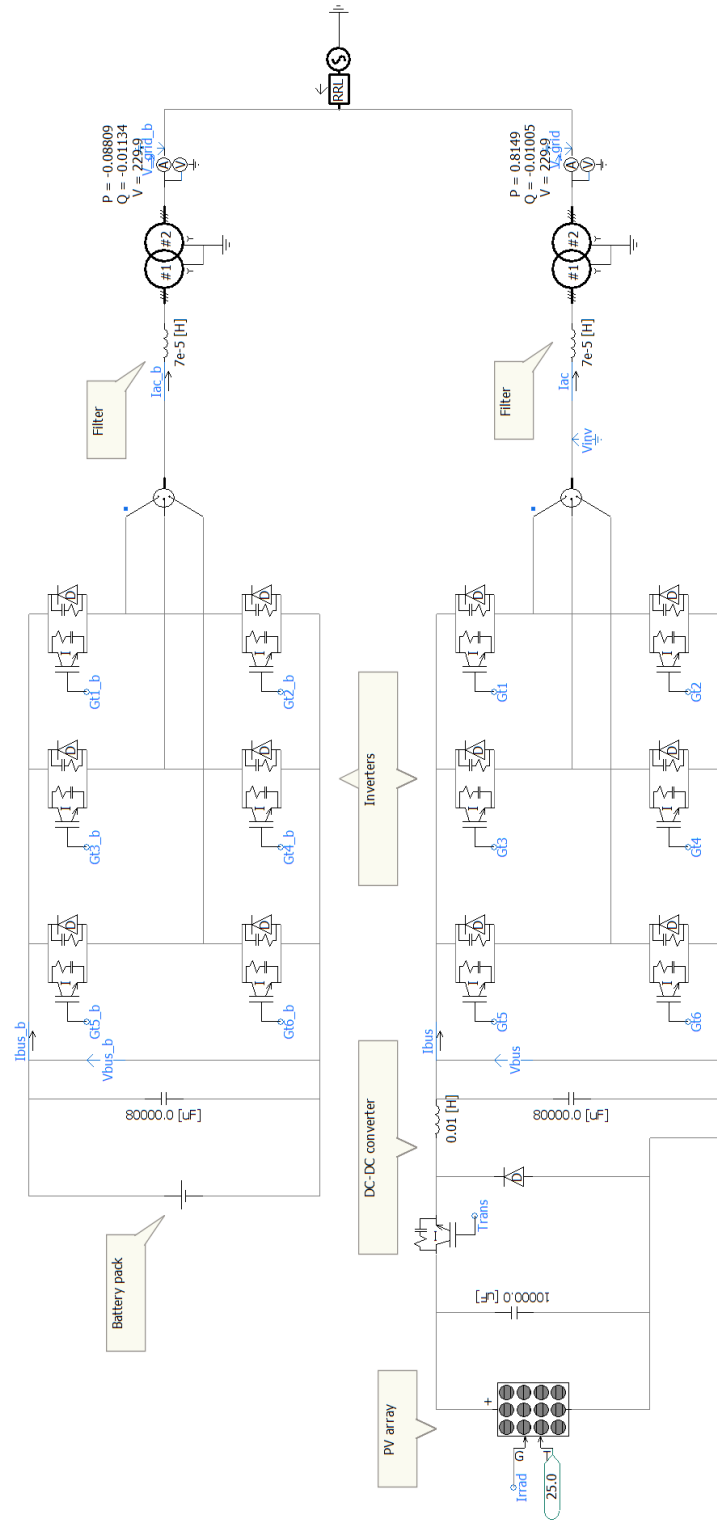 P = -0.08809
Q = -0.01134
V = 229.9
V_grid_b
A
V
RRL
S
P = 0.8149
Q = -0.01005
V = 229.9
V_grid
A
V
#1
#2
Y
Y
#1
#2
Y
Y
7e-5 [H]
Filter
Iac_b
7e-5 [H]
Filter
Iac
Vinv
D
I
Gt1_b
D
I
Gt2_b
D
I
Gt3_b
D
I
Gt4_b
D
I
Gt5_b
D
I
Gt6_b
Inverters
D
I
Gt1
D
I
Gt2
D
I
Gt3
D
I
Gt4
D
I
Gt5
D
I
Gt6
Ibus_b
Vbus_b
80000.0 [uF]
Battery pack
Ibus
Vbus
80000.0 [uF]
DC-DC converter
0.01 [H]
D
I
Trans
10000.0 [uF]
PV array
+
G
T
Irrad
25.0